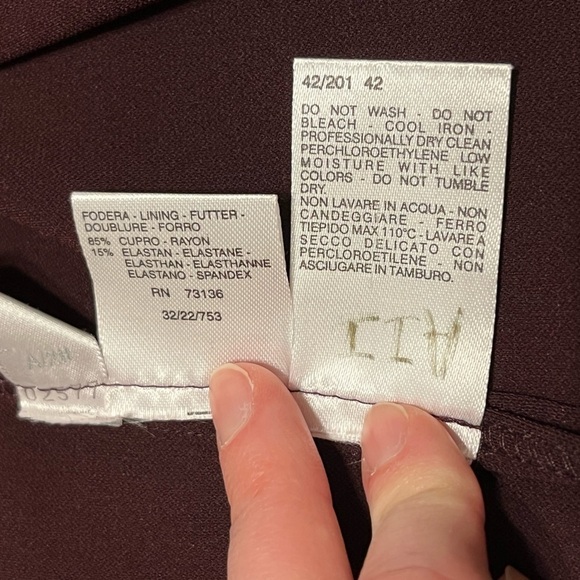 42/201 42
DO NOT WASH - DO NOT
BLEACH - COOL IRON -
PROFESSIONALLY DRY CLEAN
PERCHLOROETHYLENE LOW
MOISTURE WITH LIKE
COLORS - DO NOT TUMBLE
DRY.
NON LAVARE IN ACQUA - NON
CANDEGGIARE FERRO
TIEPIDO MAX 110°C - LAVARE A
SECCO DELICATO CON
PERCLOROETILENE - NON
ASCIUGARE IN TAMBURO.
FODERA - LINING - FUTTER -
DOUBLURE - FORRO
85% CUPRO - RAYON
15% ELASTAN - ELASTANE -
ELASTHAN - ELASTHANNE
ELASTANO - SPANDEX
RN 73136
32/22/753